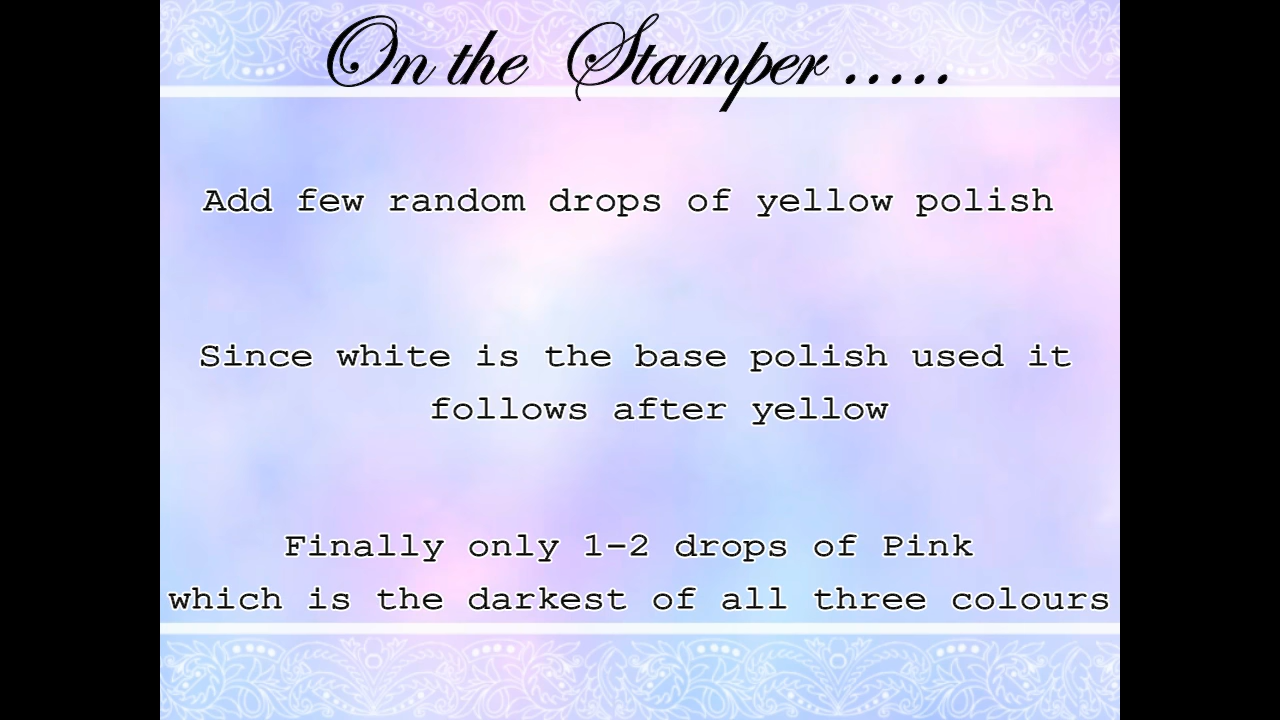 On the Stamper .....
Add few random drops of yellow polish
Since white is the base polish used it
follows after yellow
Finally only 1-2 drops of Pink
which is the darkest of all three colours